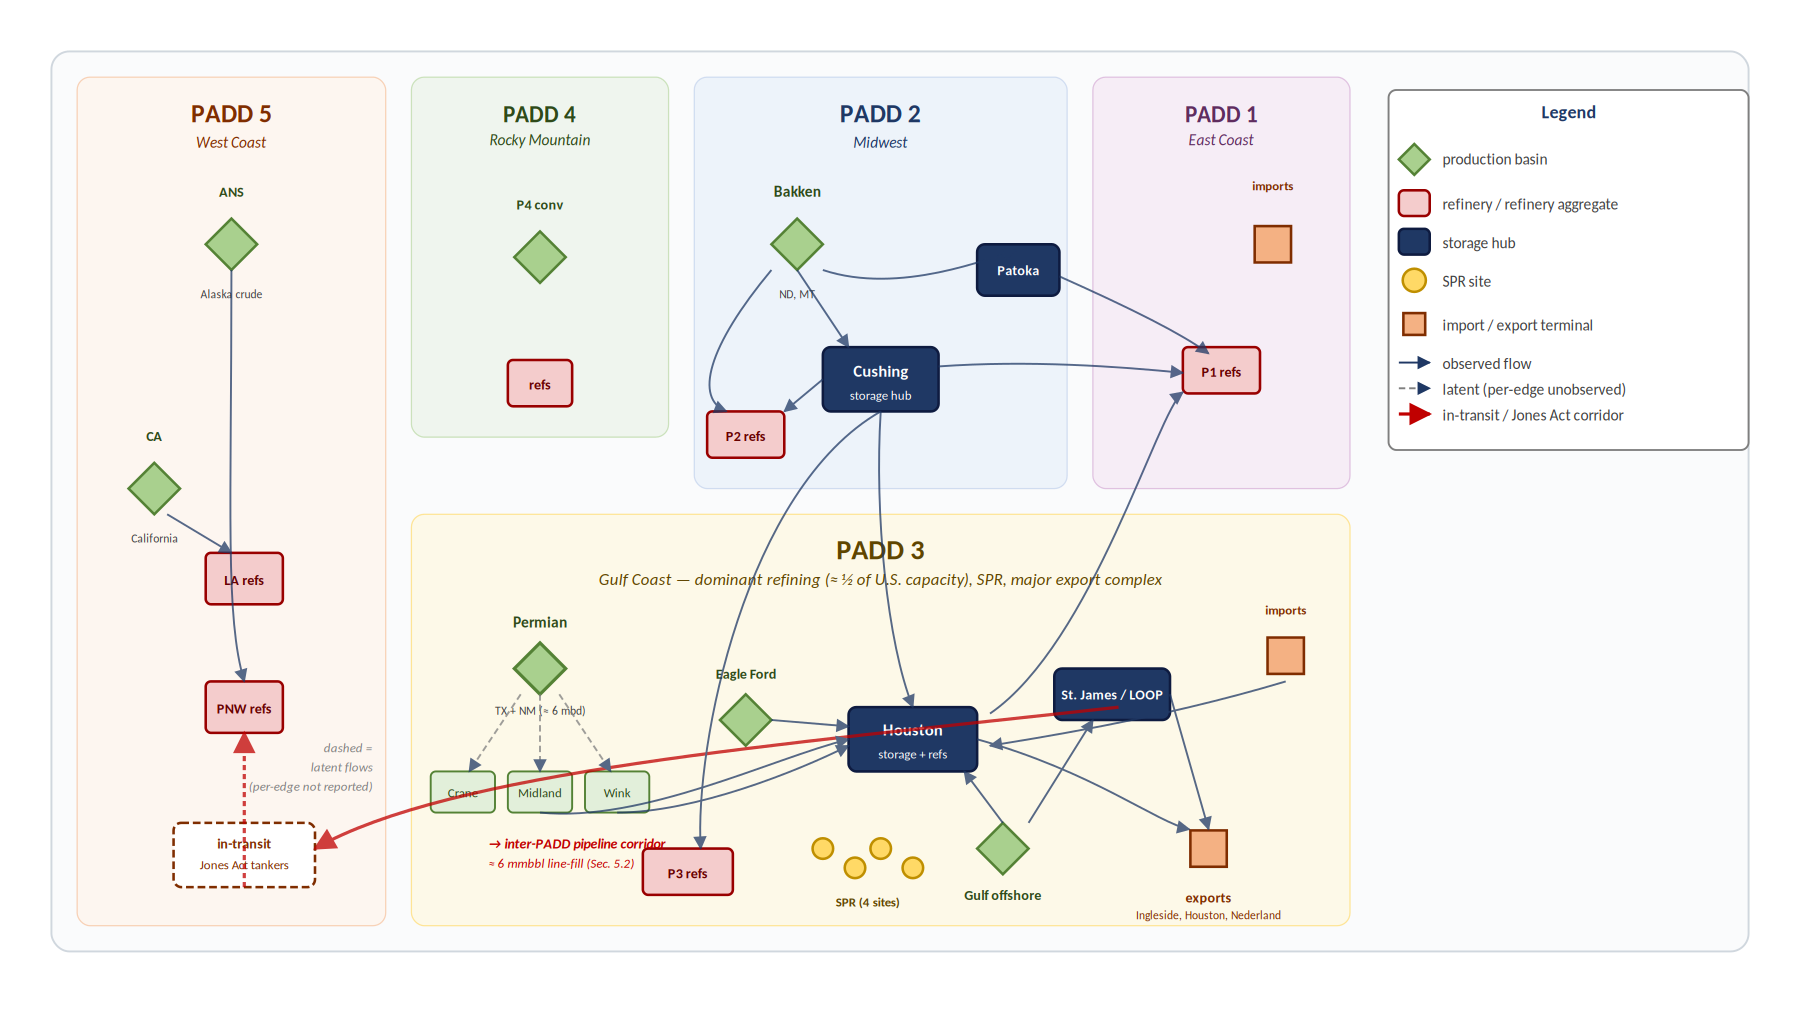 PADD 5
West Coast
ANS
Alaska crude
CA
California
LA refs
PNW refs
dashed =
latent flows
(per-edge not reported)
in-transit
Jones Act tankers
PADD 4
Rocky Mountain
P4 conv
refs
PADD 2
Midwest
Bakken
ND, MT
Patoka
Cushing
storage hub
P2 refs
PADD 1
East Coast
imports
P1 refs
Legend
production basin
refinery / refinery aggregate
storage hub
SPR site
import / export terminal
observed flow
latent (per-edge unobserved)
in-transit / Jones Act corridor
PADD 3
Gulf Coast — dominant refining (≈ ½ of U.S. capacity), SPR, major export complex
Permian
TX + NM (≈ 6 mbd)
Crane
Midland
Wink
→ inter-PADD pipeline corridor
≈ 6 mmbbl line-fill (Sec. 5.2)
P3 refs
Eagle Ford
Houston
storage + refs
St. James / LOOP
imports
SPR (4 sites)
Gulf offshore
exports
Ingleside, Houston, Nederland